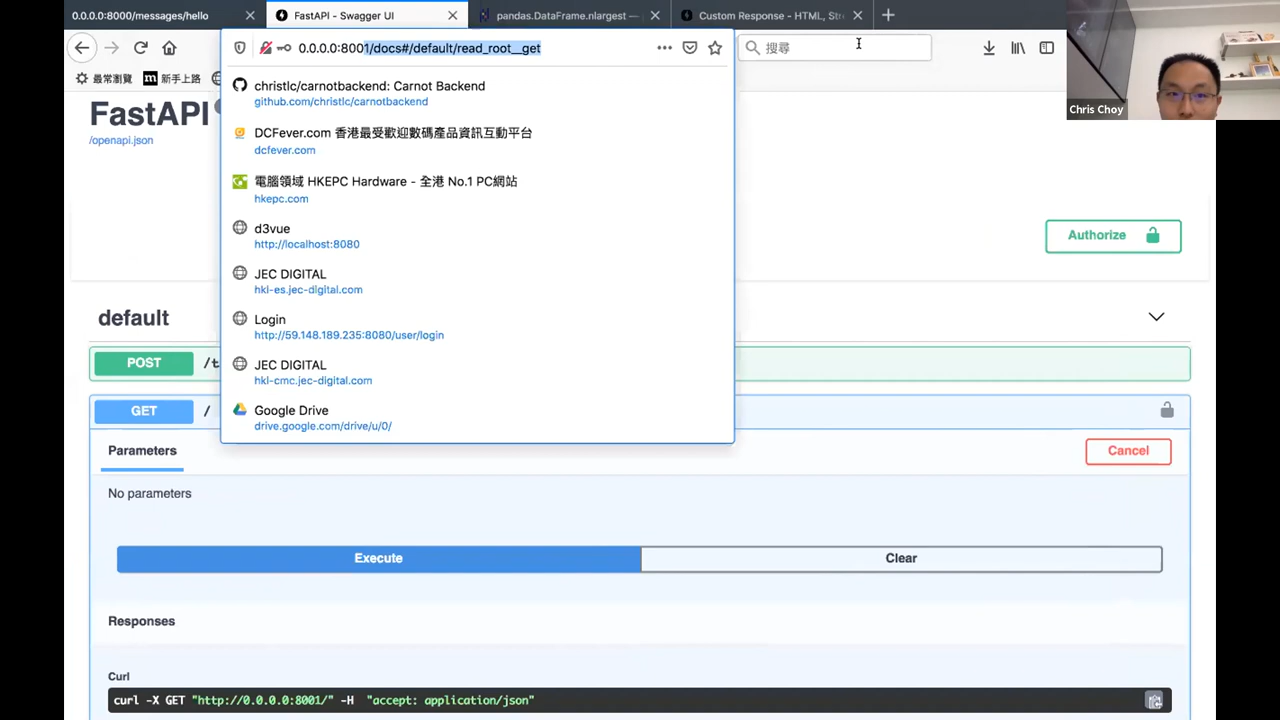 0.0.0.0:8000/messages/hello
FastAPI - Swagger UI
pandas.DataFrame.nlargest —
Custom Response - HTML, Str
0.0.0.0:8001/docs#/default/read_root__get
搜尋
最常瀏覽
新手上路
Chris Choy
FastAPI
/openapi.json
christlc/carnotbackend: Carnot Backend
github.com/christlc/carnotbackend
DCFever.com 香港最受歡迎數碼產品資訊互動平台
dcfever.com
電腦領域 HKEPC Hardware - 全港 No.1 PC網站
hkepc.com
d3vue
http://localhost:8080
JEC DIGITAL
hkl-es.jec-digital.com
Login
http://59.148.189.235:8080/user/login
JEC DIGITAL
hkl-cmc.jec-digital.com
Google Drive
drive.google.com/drive/u/0/
Authorize
default
POST /t
GET /
Parameters
Cancel
No parameters
Execute
Clear
Responses
Curl
curl -X GET "http://0.0.0.0:8001/" -H "accept: application/json"